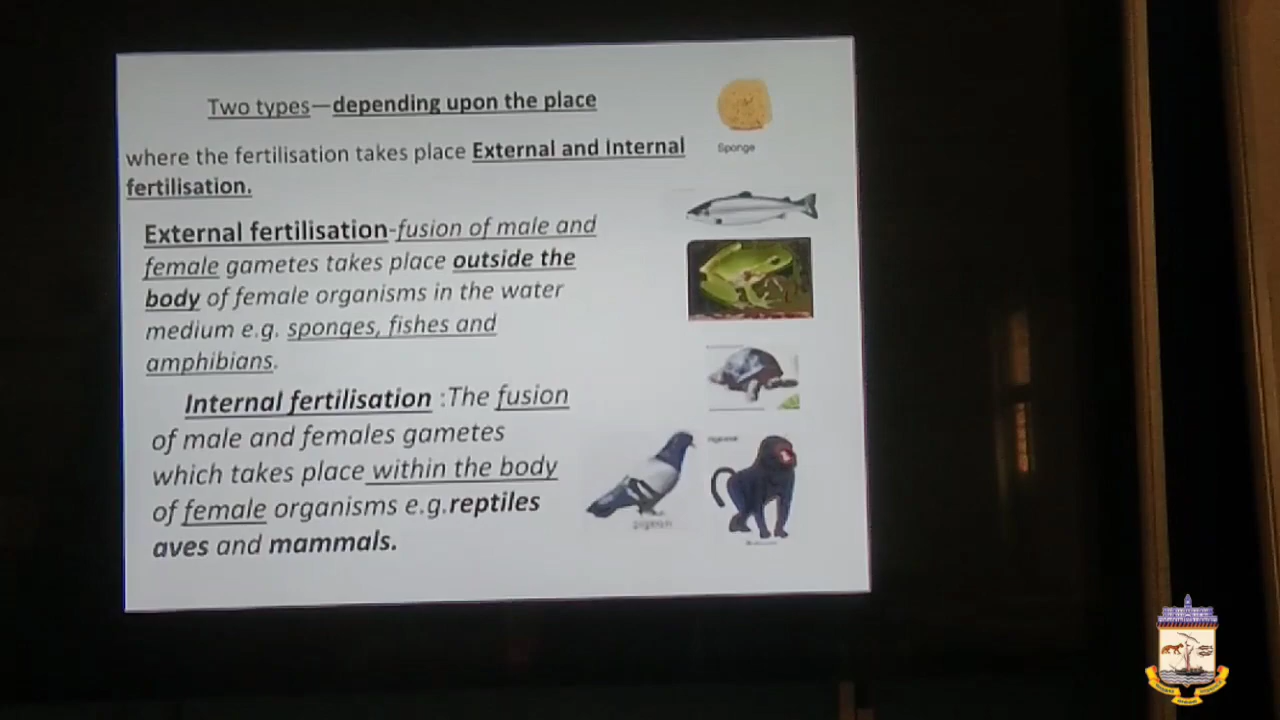 Two types—depending upon the place
where the fertilisation takes place External and Internal
fertilisation.
External fertilisation-fusion of male and
female gametes takes place outside the
body of female organisms in the water
medium e.g. sponges, fishes and
amphibians.
Internal fertilisation :The fusion
of male and females gametes
which takes place within the body
of female organisms e.g.reptiles
aves and mammals.
Sponge
pigeon